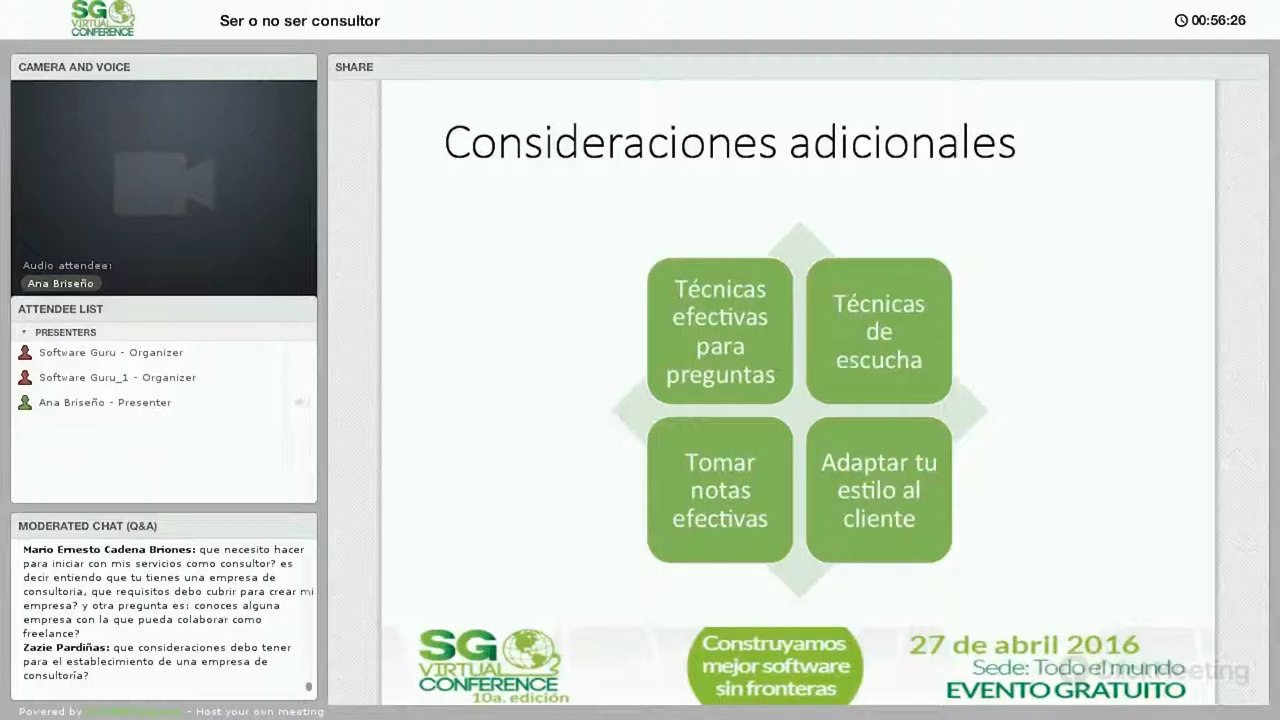 SG
VIRTUAL
CONFERENCE
Ser o no ser consultor
00:56:26
CAMERA AND VOICE
Audio attendee:
Ana Briseño
ATTENDEE LIST
PRESENTERS
Software Guru - Organizer
Software Guru_1 - Organizer
Ana Briseño - Presenter
MODERATED CHAT (Q&A)
Mario Ernesto Cadena Briones: que necesito hacer
para iniciar con mis servicios como consultor? es
decir entiendo que tu tienes una empresa de
consultoria, que requisitos debo cubrir para crear mi
empresa? y otra pregunta es: conoces alguna
empresa con la que pueda colaborar como
freelance?
Zazie Pardiñas: que consideraciones debo tener
para el establecimiento de una empresa de
consultoría?
Powered by - Host your own meeting
SHARE
Consideraciones adicionales
Técnicas
efectivas
para
preguntas
Técnicas
de
escucha
Tomar
notas
efectivas
Adaptar tu
estilo al
cliente
SG
VIRTUAL
CONFERENCE
10a. edición
Construyamos
mejor software
sin fronteras
27 de abril 2016
Sede: Todo el mundo
EVENTO GRATUITO